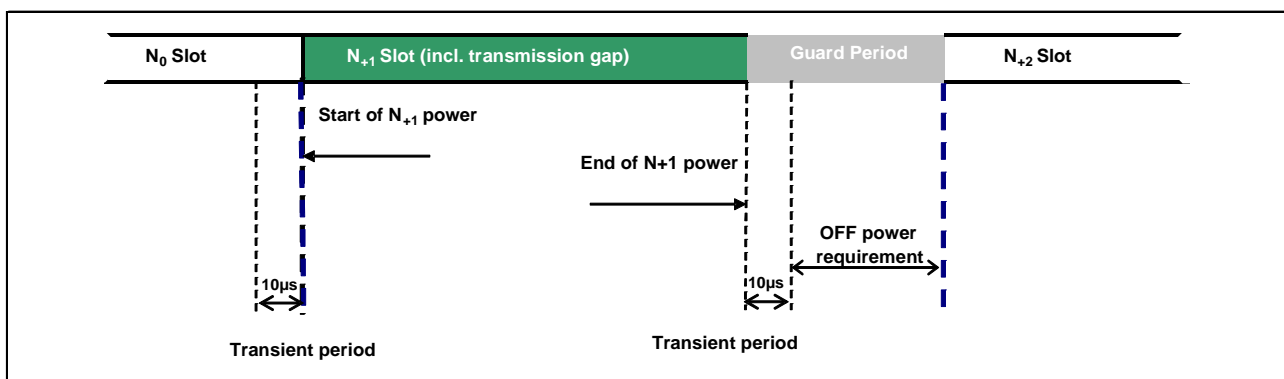 N0 Slot
N+1 Slot (incl. transmission gap)
Guard Period
N+2 Slot
Start of N+1 power
End of N+1 power
OFF power
requirement
10µs
10µs
Transient period
Transient period